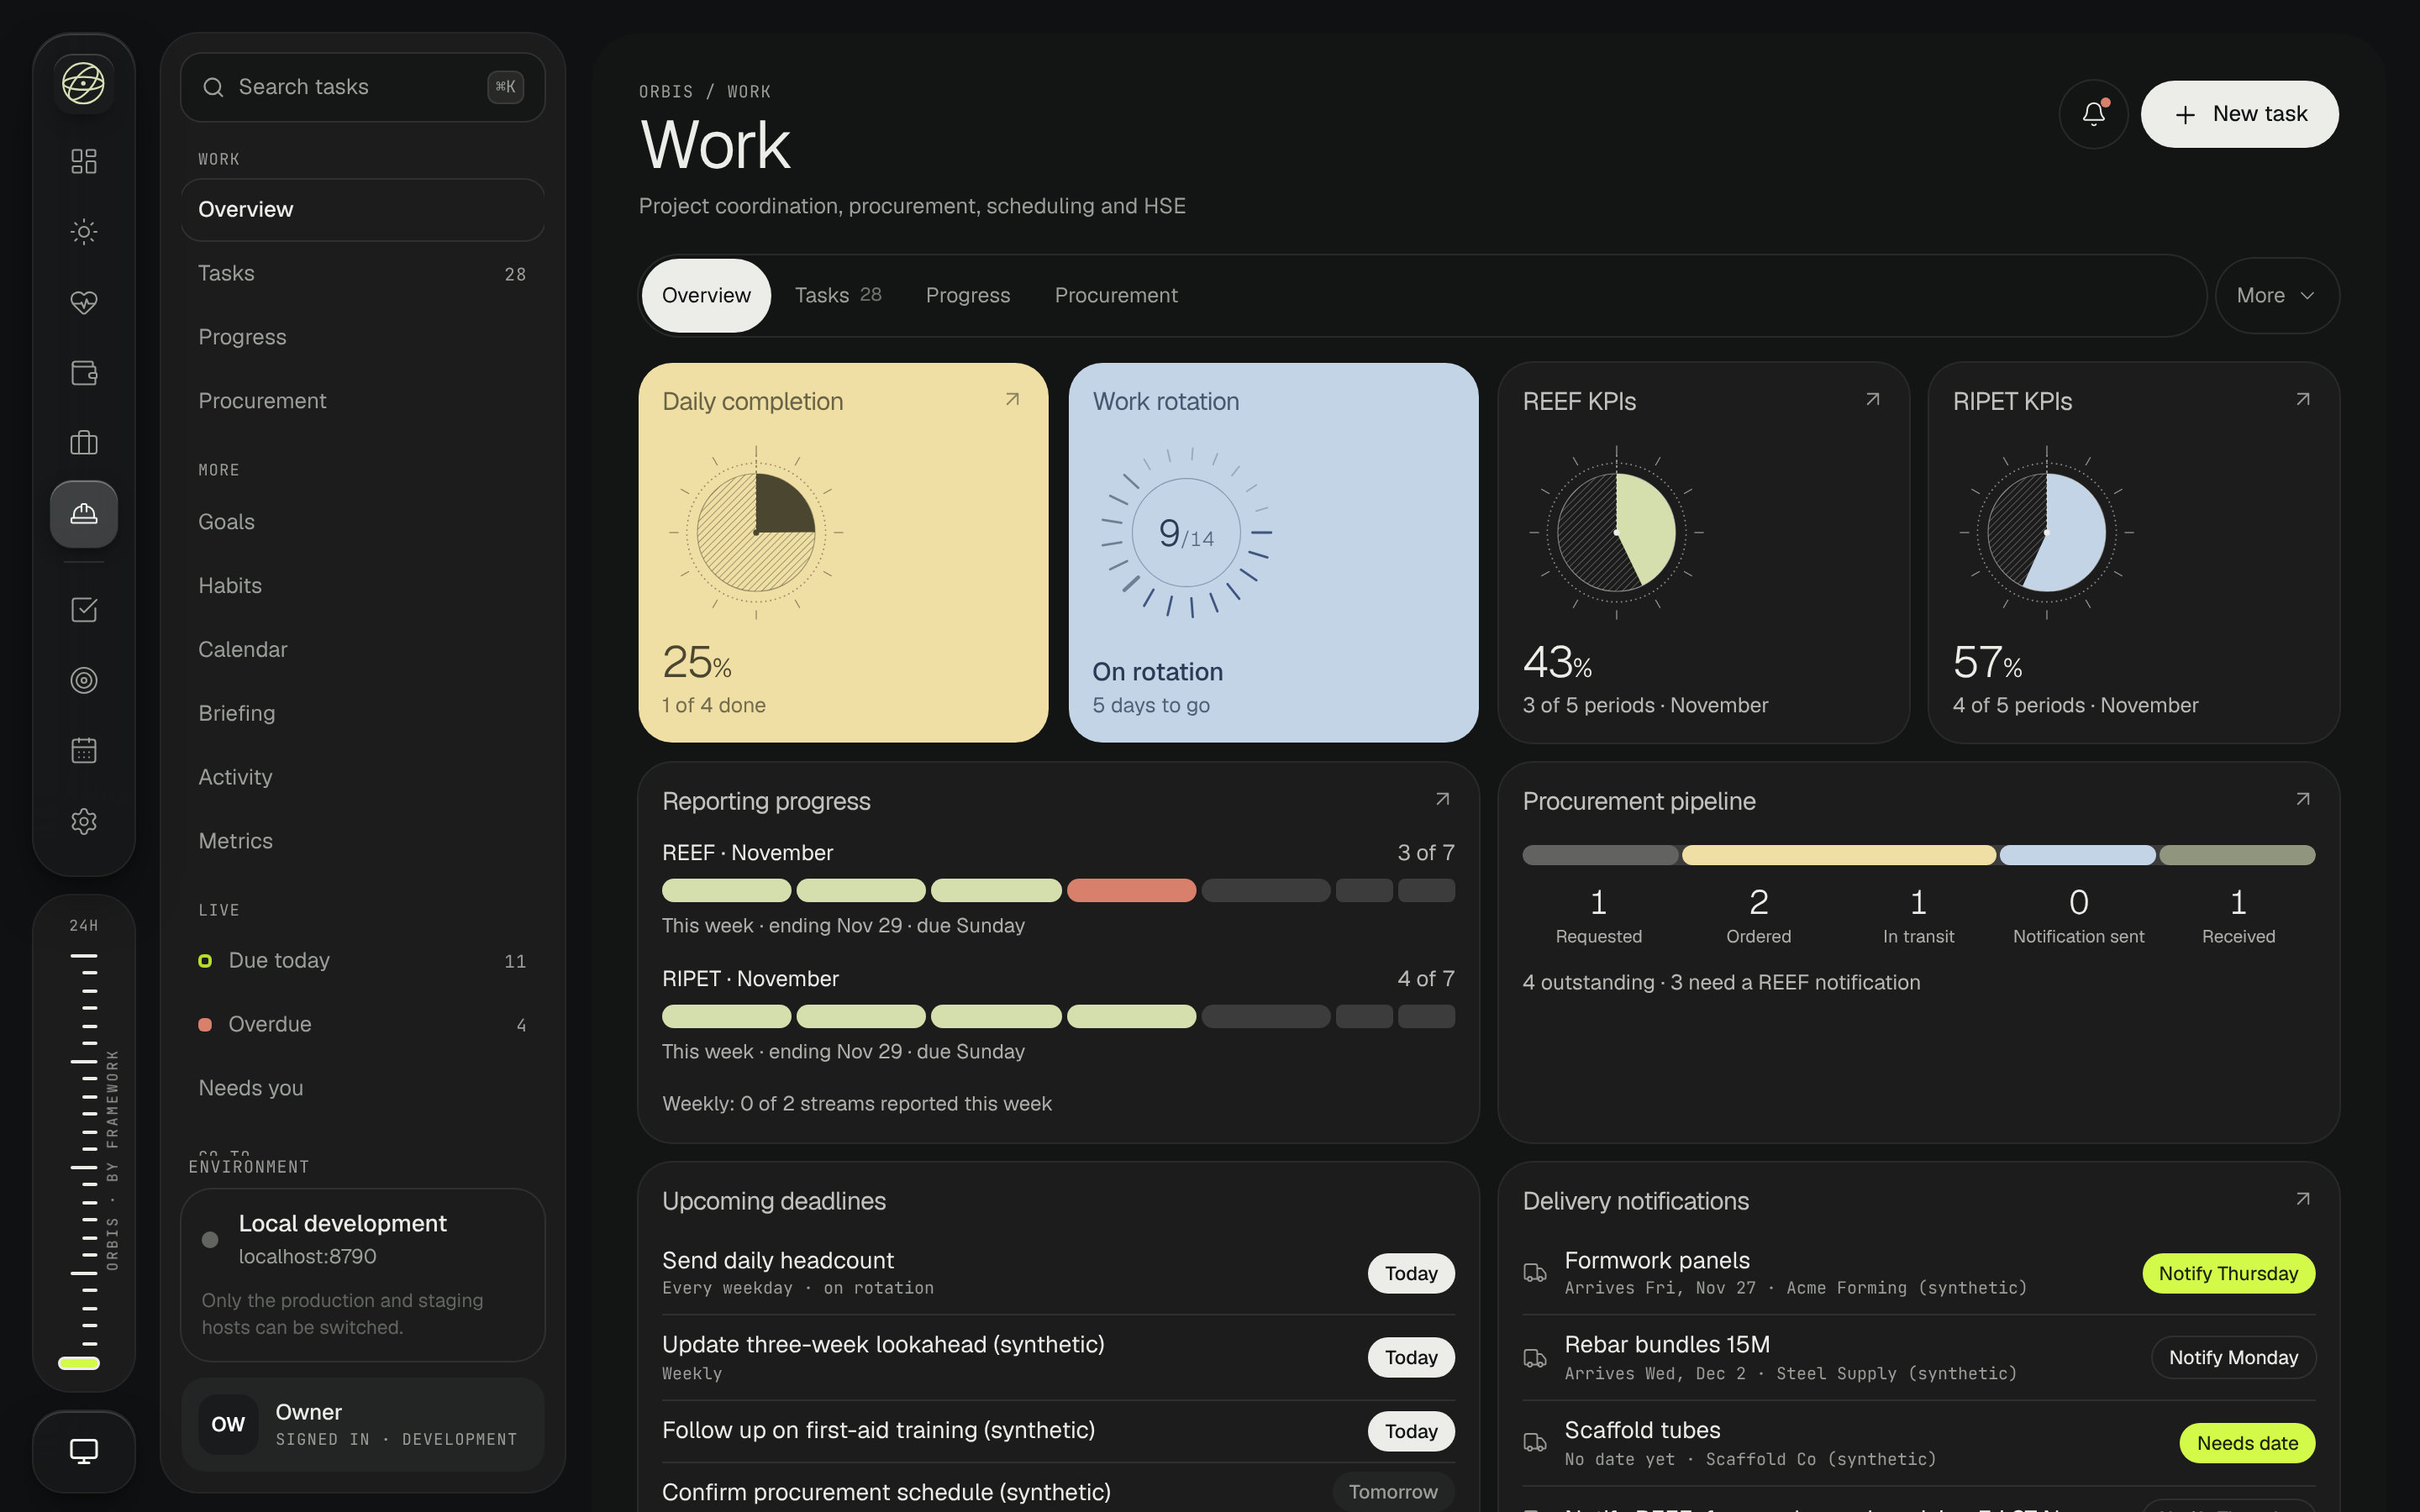 Search tasks
⌘K
WORK
Overview
Tasks 28
Progress
Procurement
MORE
Goals
Habits
Calendar
Briefing
Activity
Metrics
LIVE
Due today 11
Overdue 4
Needs you
ENVIRONMENT
Local development
localhost:8790
Only the production and staging
hosts can be switched.
OW
Owner
SIGNED IN · DEVELOPMENT
24H
ORBIS · BY FRAMEWORK
ORBIS / WORK
Work
Project coordination, procurement, scheduling and HSE
New task
Overview
Tasks 28
Progress
Procurement
More
Daily completion
25%
1 of 4 done
Work rotation
9/14
On rotation
5 days to go
REEF KPIs
43%
3 of 5 periods · November
RIPET KPIs
57%
4 of 5 periods · November
Reporting progress
REEF · November 3 of 7
This week · ending Nov 29 · due Sunday
RIPET · November 4 of 7
This week · ending Nov 29 · due Sunday
Weekly: 0 of 2 streams reported this week
Procurement pipeline
1 2 1 0 1
Requested Ordered In transit Notification sent Received
4 outstanding · 3 need a REEF notification
Upcoming deadlines
Send daily headcount
Every weekday · on rotation
Today
Update three-week lookahead (synthetic)
Weekly
Today
Follow up on first-aid training (synthetic)
Today
Confirm procurement schedule (synthetic)
Tomorrow
Delivery notifications
Formwork panels
Arrives Fri, Nov 27 · Acme Forming (synthetic)
Notify Thursday
Rebar bundles 15M
Arrives Wed, Dec 2 · Steel Supply (synthetic)
Notify Monday
Scaffold tubes
No date yet · Scaffold Co (synthetic)
Needs date